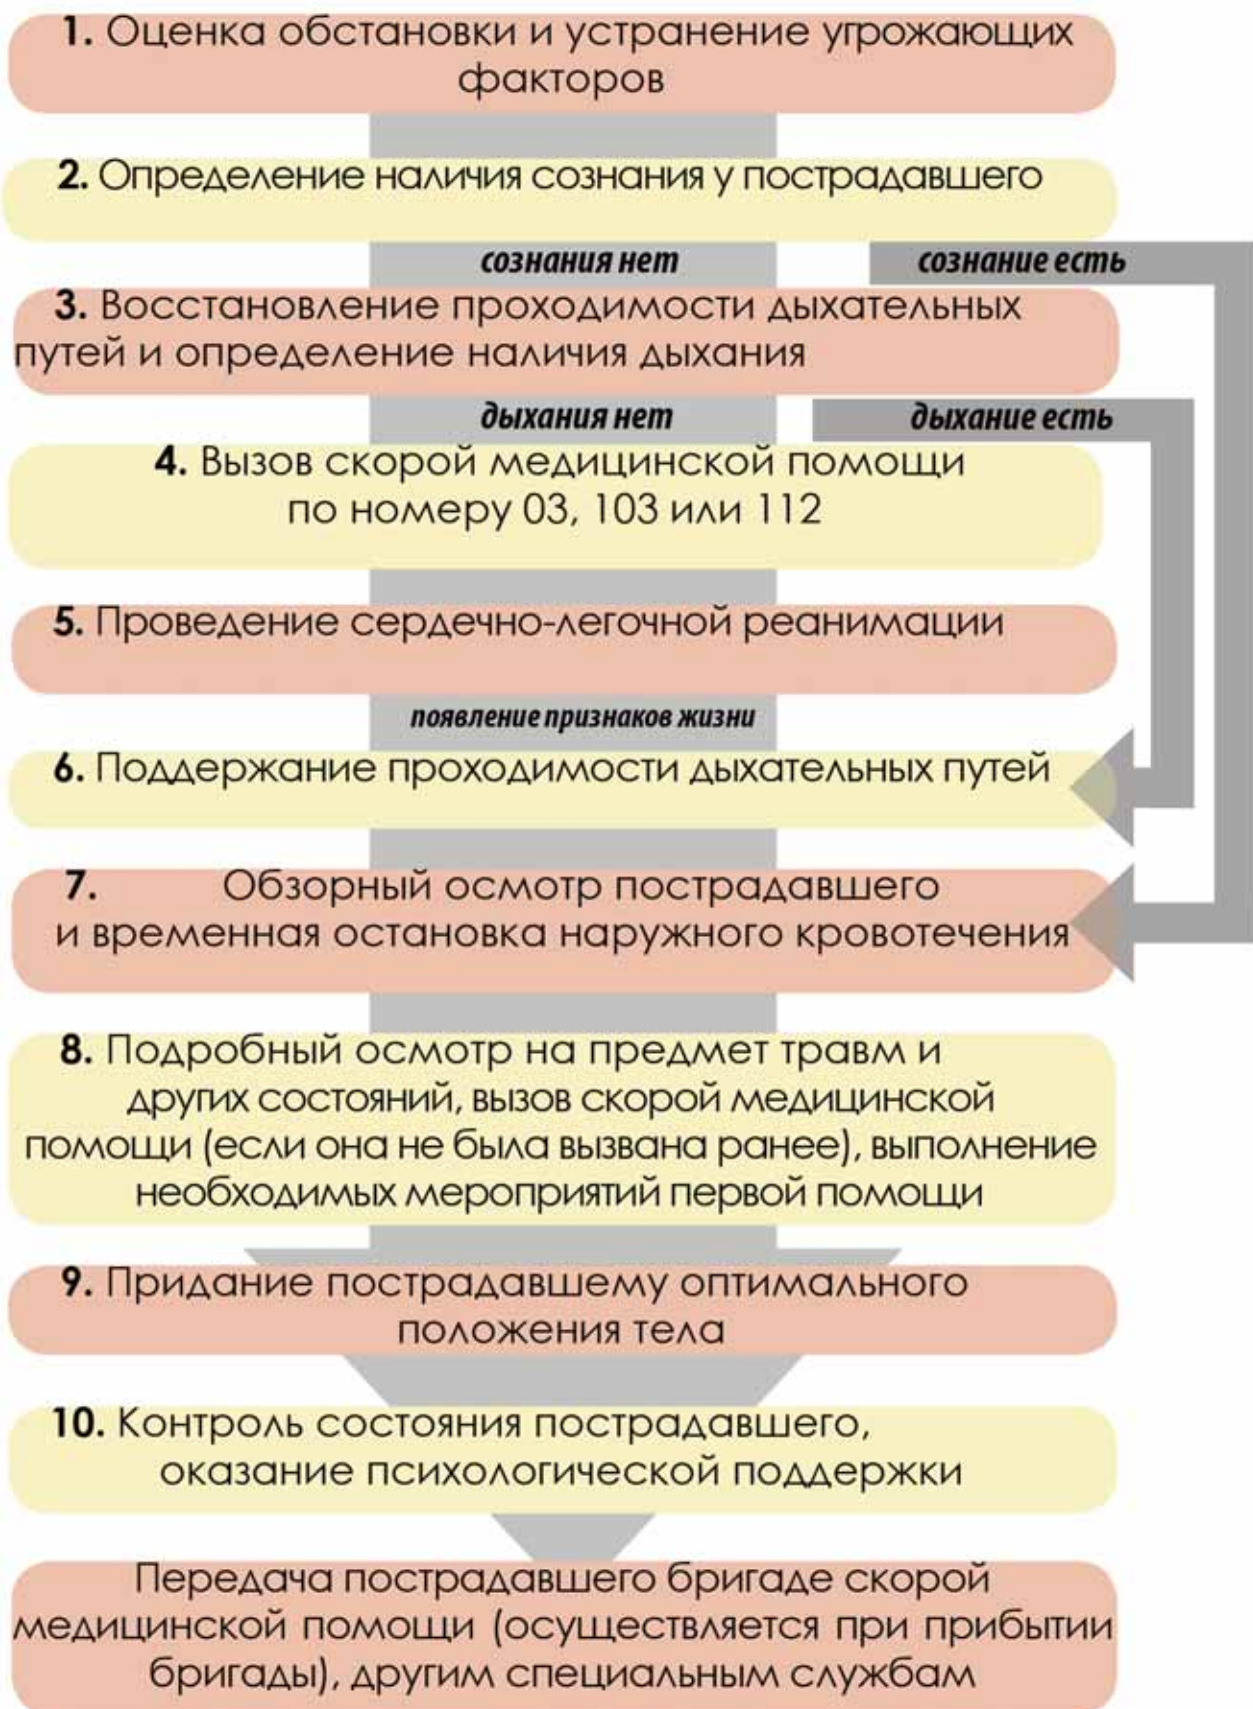 1. Оценка обстановки и устранение угрожающих
факторов
2. Определение наличия сознания у пострадавшего
сознания нет
сознание есть
3. Восстановление проходимости дыхательных
путей и определение наличия дыхания
дыхания нет
дыхание есть
4. Вызов скорой медицинской помощи
по номеру 03, 103 или 112
5. Проведение сердечно-легочной реанимации
появление признаков жизни
6. Поддержание проходимости дыхательных путей
7. Обзорный осмотр пострадавшего
и временная остановка наружного кровотечения
8. Подробный осмотр на предмет травм и
других состояний, вызов скорой медицинской
помощи (если она не была вызвана ранее), выполнение
необходимых мероприятий первой помощи
9. Придание пострадавшему оптимального
положения тела
10. Контроль состояния пострадавшего,
оказание психологической поддержки
Передача пострадавшего бригаде скорой
медицинской помощи (осуществляется при прибытии
бригады), другим специальным службам